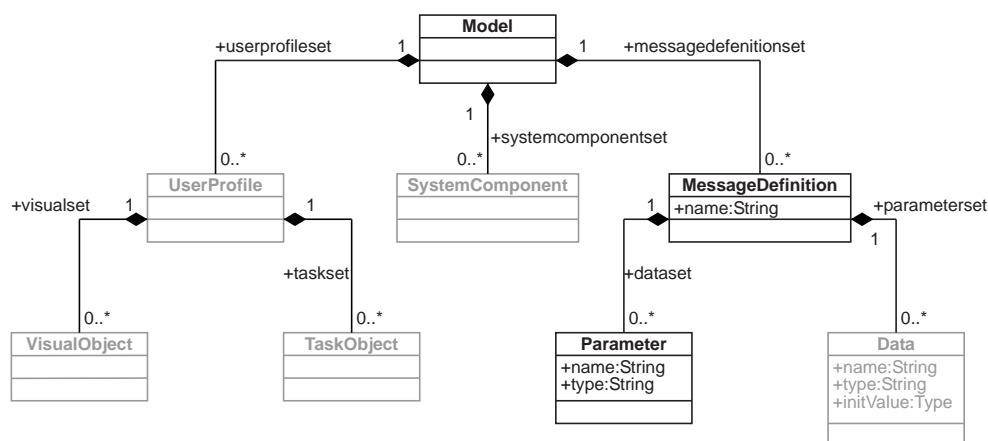 Model
+userprofileset
1
1
+messagedefenitionset
1
+systemcomponentset
0..*
0..*
0..*
UserProfile
SystemComponent
MessageDefinition
+name:String
+visualset
1
1
1
+parameterset
1
+taskset
+dataset
0..*
0..*
0..*
0..*
VisualObject
TaskObject
Parameter
+name:String
+type:String
Data
+name:String
+type:String
+initValue:Type